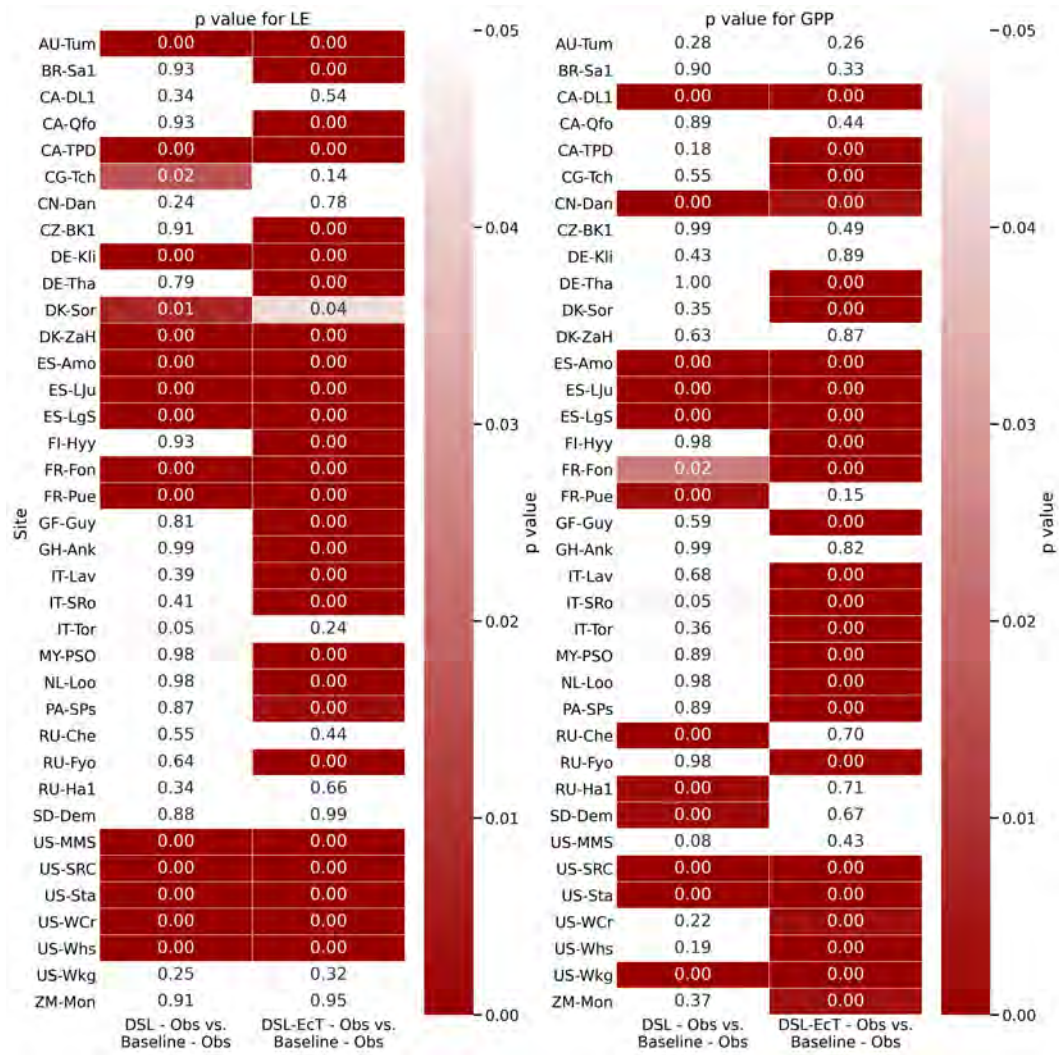 p value for LE
p value for GPP
AU-Tum 0.00 0.00
BR-Sa1 0.93 0.00
CA-DL1 0.34 0.54
CA-Qfo 0.93 0.00
CA-TPD 0.00 0.00
CG-Tch 0.02 0.14
CN-Dan 0.24 0.78
CZ-BK1 0.91 0.00
DE-Kli 0.00 0.00
DE-Tha 0.79 0.00
DK-Sor 0.01 0.04
DK-ZaH 0.00 0.00
ES-Amo 0.00 0.00
ES-LJu 0.00 0.00
ES-LgS 0.00 0.00
FI-Hyy 0.93 0.00
FR-Fon 0.00 0.00
FR-Pue 0.00 0.00
GF-Guy 0.81 0.00
GH-Ank 0.99 0.00
IT-Lav 0.39 0.00
IT-SRo 0.41 0.00
IT-Tor 0.05 0.24
MY-PSO 0.98 0.00
NL-Loo 0.98 0.00
PA-SPs 0.87 0.00
RU-Che 0.55 0.44
RU-Fyo 0.64 0.00
RU-Ha1 0.34 0.66
SD-Dem 0.88 0.99
US-MMS 0.00 0.00
US-SRC 0.00 0.00
US-Sta 0.00 0.00
US-WCr 0.00 0.00
US-Whs 0.00 0.00
US-Wkg 0.25 0.32
ZM-Mon 0.91 0.95
Site
DSL - Obs vs. DSL-EcT - Obs vs.
Baseline - Obs Baseline - Obs
0.05
0.04
0.03
0.02
0.01
0.00
p value
AU-Tum 0.28 0.26
BR-Sa1 0.90 0.33
CA-DL1 0.00 0.00
CA-Qfo 0.89 0.44
CA-TPD 0.18 0.00
CG-Tch 0.55 0.00
CN-Dan 0.00 0.00
CZ-BK1 0.99 0.49
DE-Kli 0.43 0.89
DE-Tha 1.00 0.00
DK-Sor 0.35 0.00
DK-ZaH 0.63 0.87
ES-Amo 0.00 0.00
ES-LJu 0.00 0.00
ES-LgS 0.00 0.00
FI-Hyy 0.98 0.00
FR-Fon 0.02 0.00
FR-Pue 0.00 0.15
GF-Guy 0.59 0.00
GH-Ank 0.99 0.82
IT-Lav 0.68 0.00
IT-SRo 0.05 0.00
IT-Tor 0.36 0.00
MY-PSO 0.89 0.00
NL-Loo 0.98 0.00
PA-SPs 0.89 0.00
RU-Che 0.00 0.70
RU-Fyo 0.98 0.00
RU-Ha1 0.00 0.71
SD-Dem 0.00 0.67
US-MMS 0.08 0.43
US-SRC 0.00 0.00
US-Sta 0.00 0.00
US-WCr 0.22 0.00
US-Whs 0.19 0.00
US-Wkg 0.00 0.00
ZM-Mon 0.37 0.00
DSL - Obs vs. DSL-EcT - Obs vs.
Baseline - Obs Baseline - Obs
0.05
0.04
0.03
0.02
0.01
0.00
p value